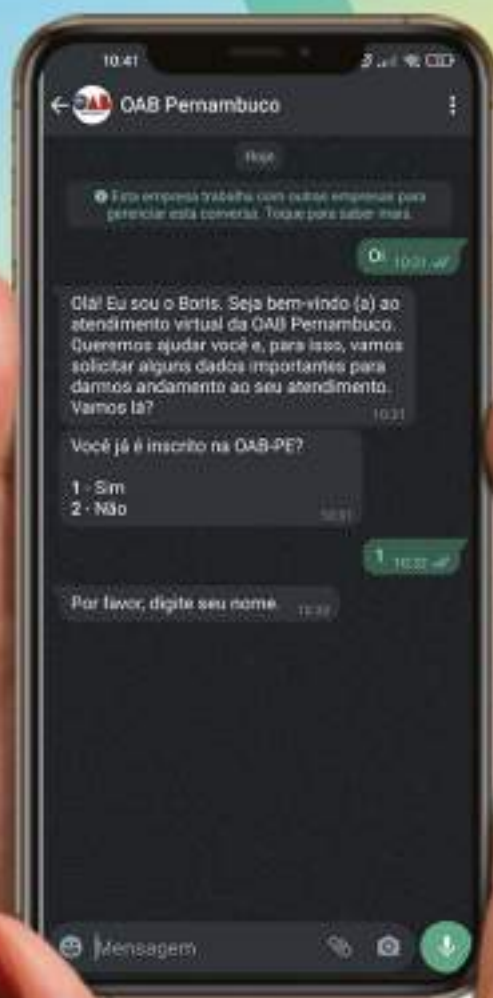 10:41
OAB
OAB Pernambuco
Hoje
Esta empresa trabalha com outras empresas para
gerenciar esta conversa. Toque para saber mais.
Oi 10:31
Olá! Eu sou o Boris. Seja bem-vindo (a) ao
atendimento virtual da OAB Pernambuco.
Queremos ajudar você e, para isso, vamos
solicitar alguns dados importantes para
darmos andamento ao seu atendimento.
Vamos lá?
10:31
Você já é inscrito na OAB-PE?
1 - Sim
2 - Não
10:31
1 10:32
Por favor, digite seu nome.
Mensagem